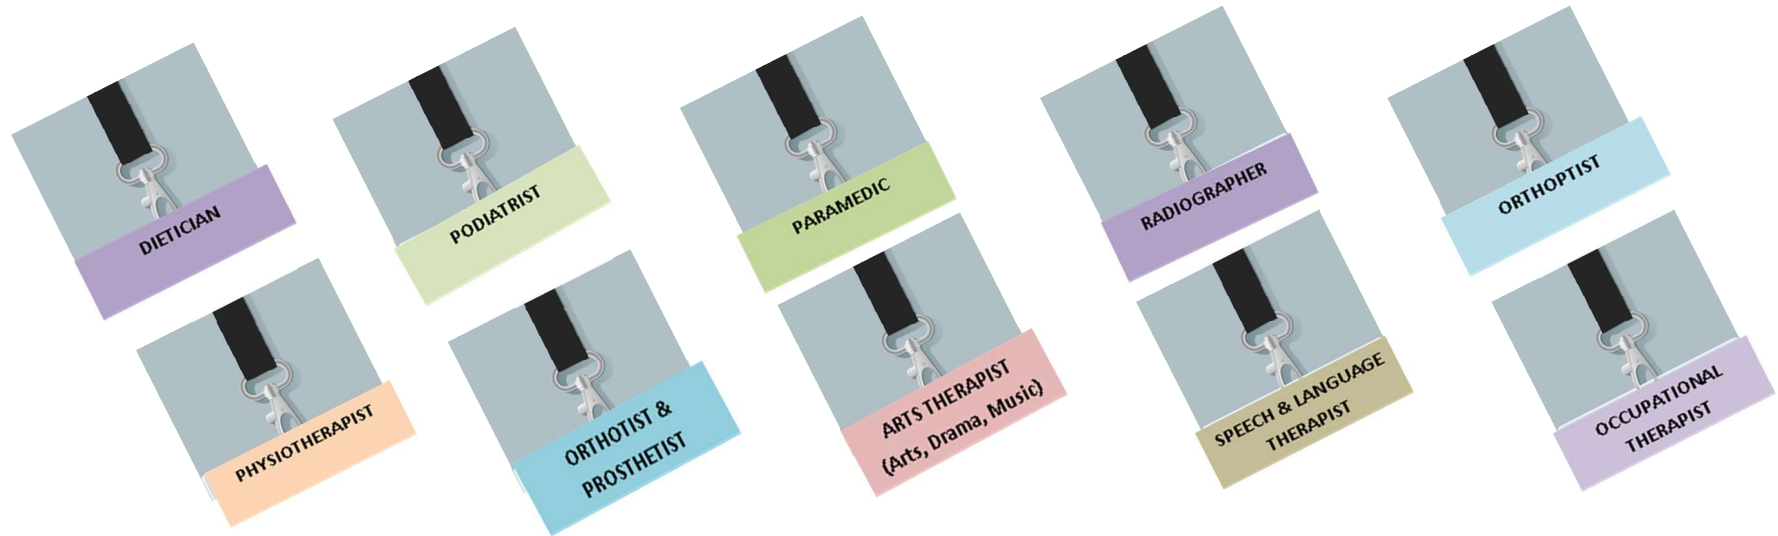 DIETICIAN
PODIATRIST
PARAMEDIC
RADIOGRAPHER
ORTHOPTIST
PHYSIOTHERAPIST
ORTHOTIST &
PROSTHETIST
ARTS THERAPIST
(Arts, Drama, Music)
SPEECH & LANGUAGE
THERAPIST
OCCUPATIONAL
THERAPIST